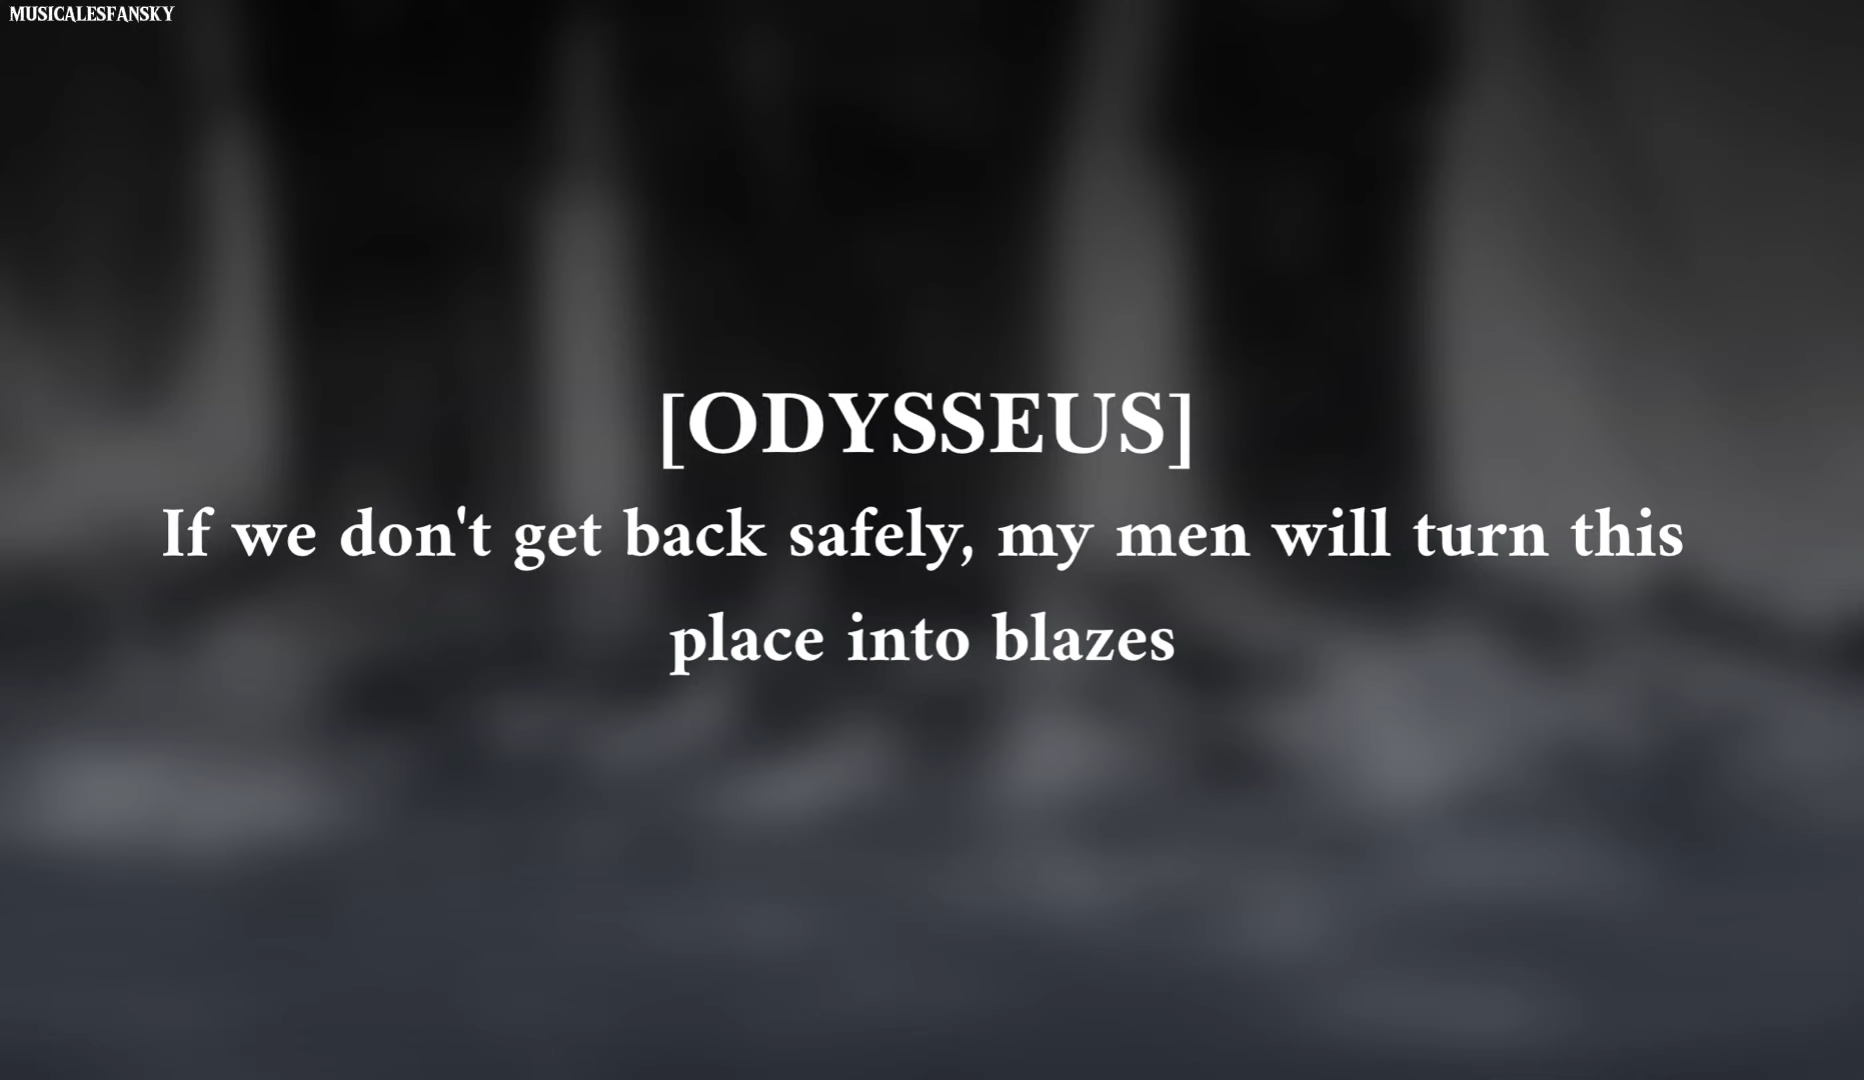 MUSICALESFANSKY
[ODYSSEUS]
If we don't get back safely, my men will turn this
place into blazes